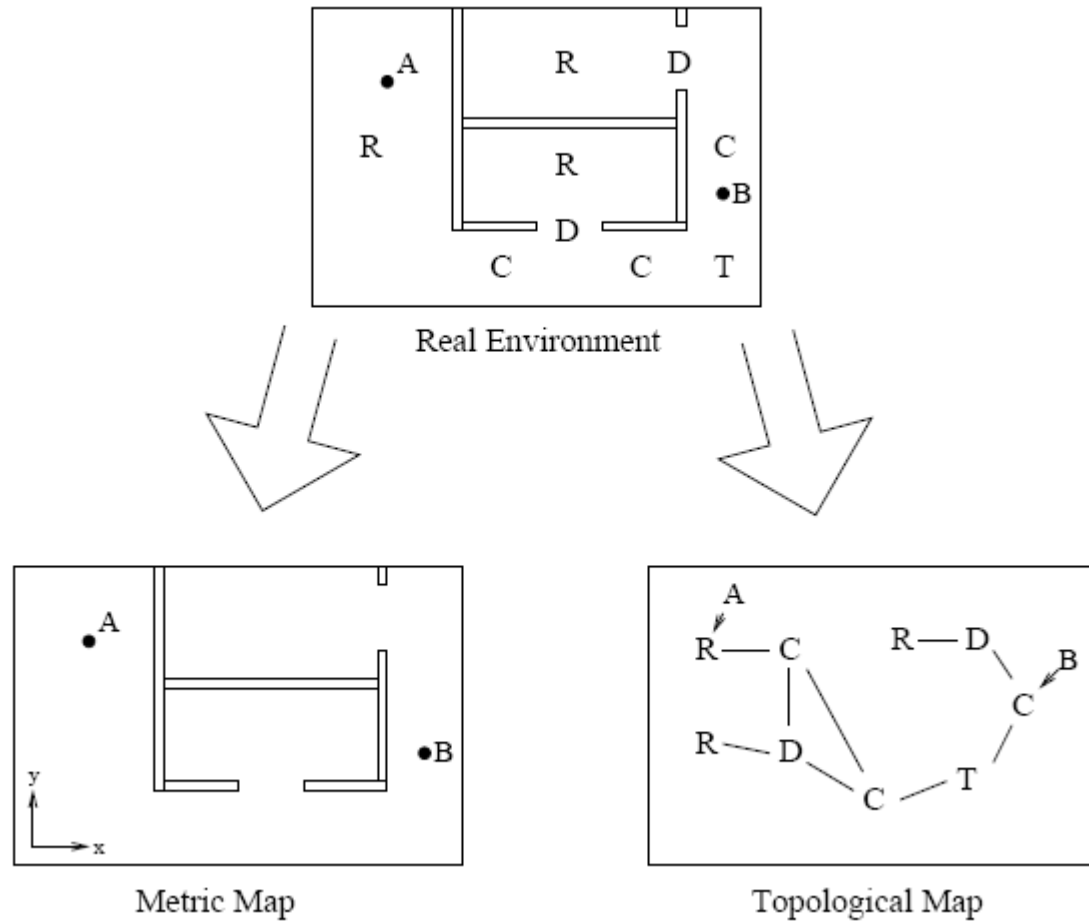 A
R D
R C
R
B
D
C C T
Real Environment
A
B
y
x
Metric Map
A
R C R D B
C
R D
T
C
Topological Map